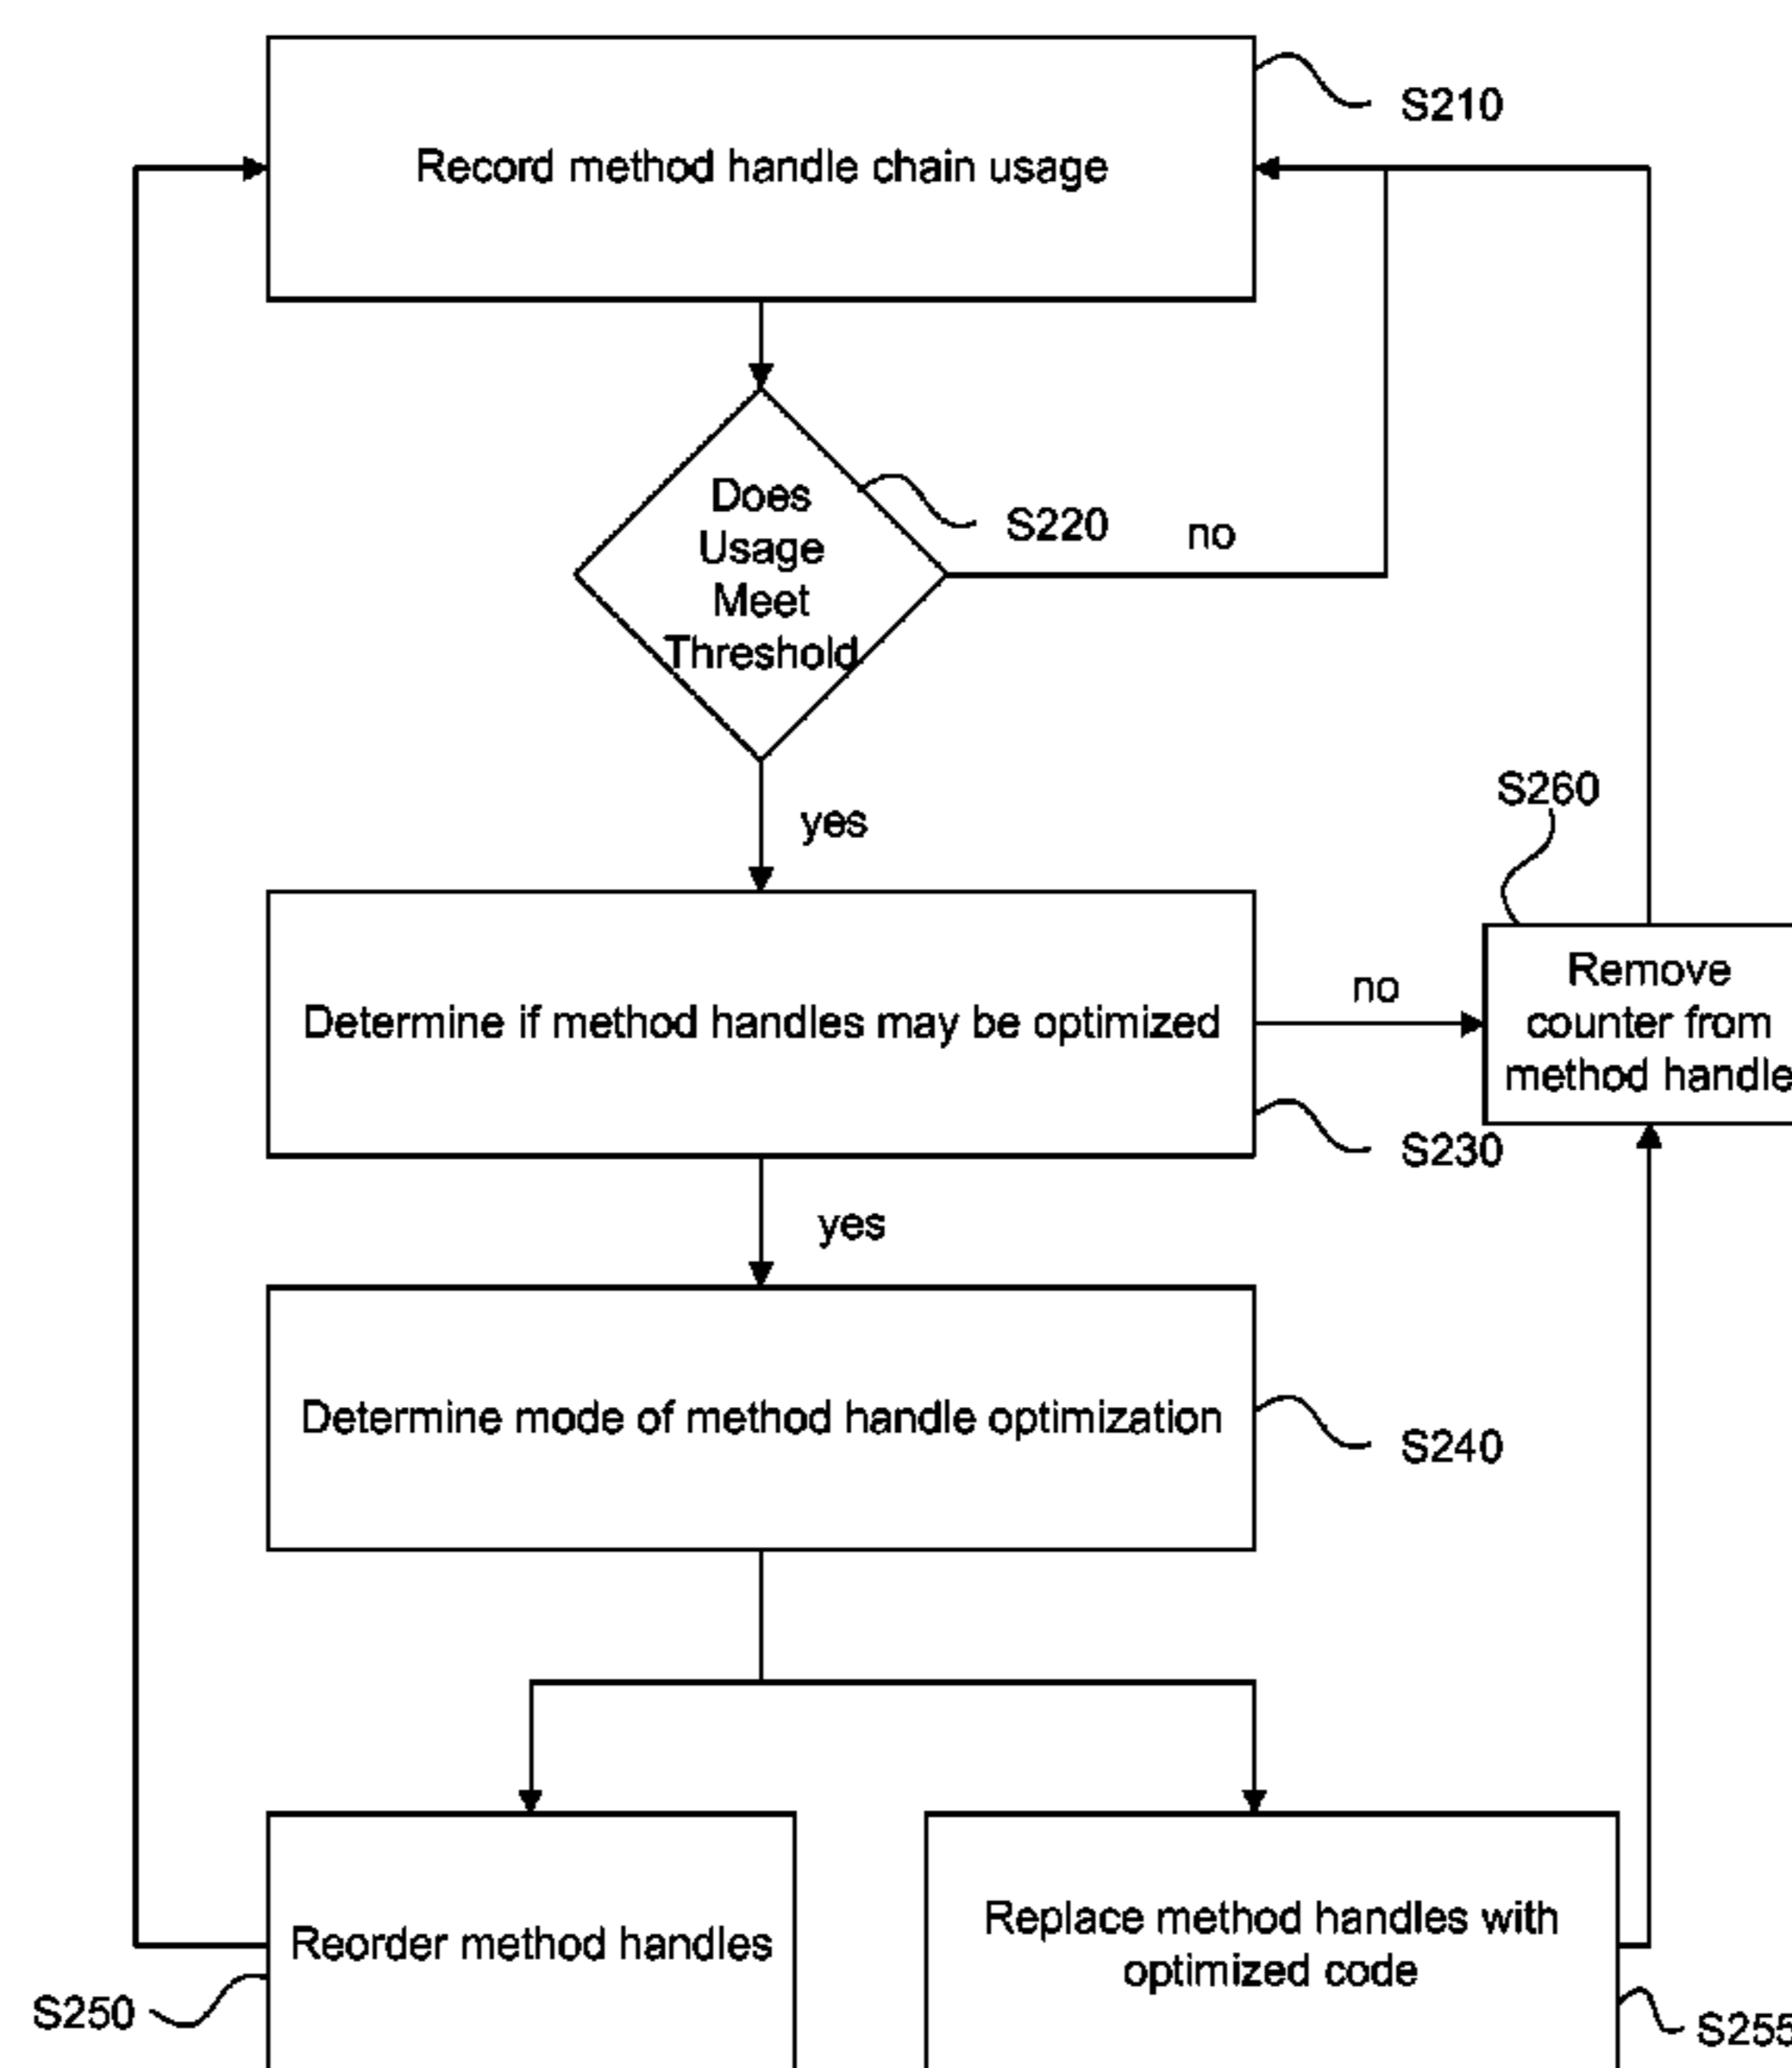 S210
Record method handle chain usage
Does
Usage
Meet
Threshold
S220
no
yes
S260
Remove
counter from
method handle
no
Determine if method handles may be optimized
S230
yes
Determine mode of method handle optimization
S240
Reorder method handles
Replace method handles with
optimized code
S250
S255